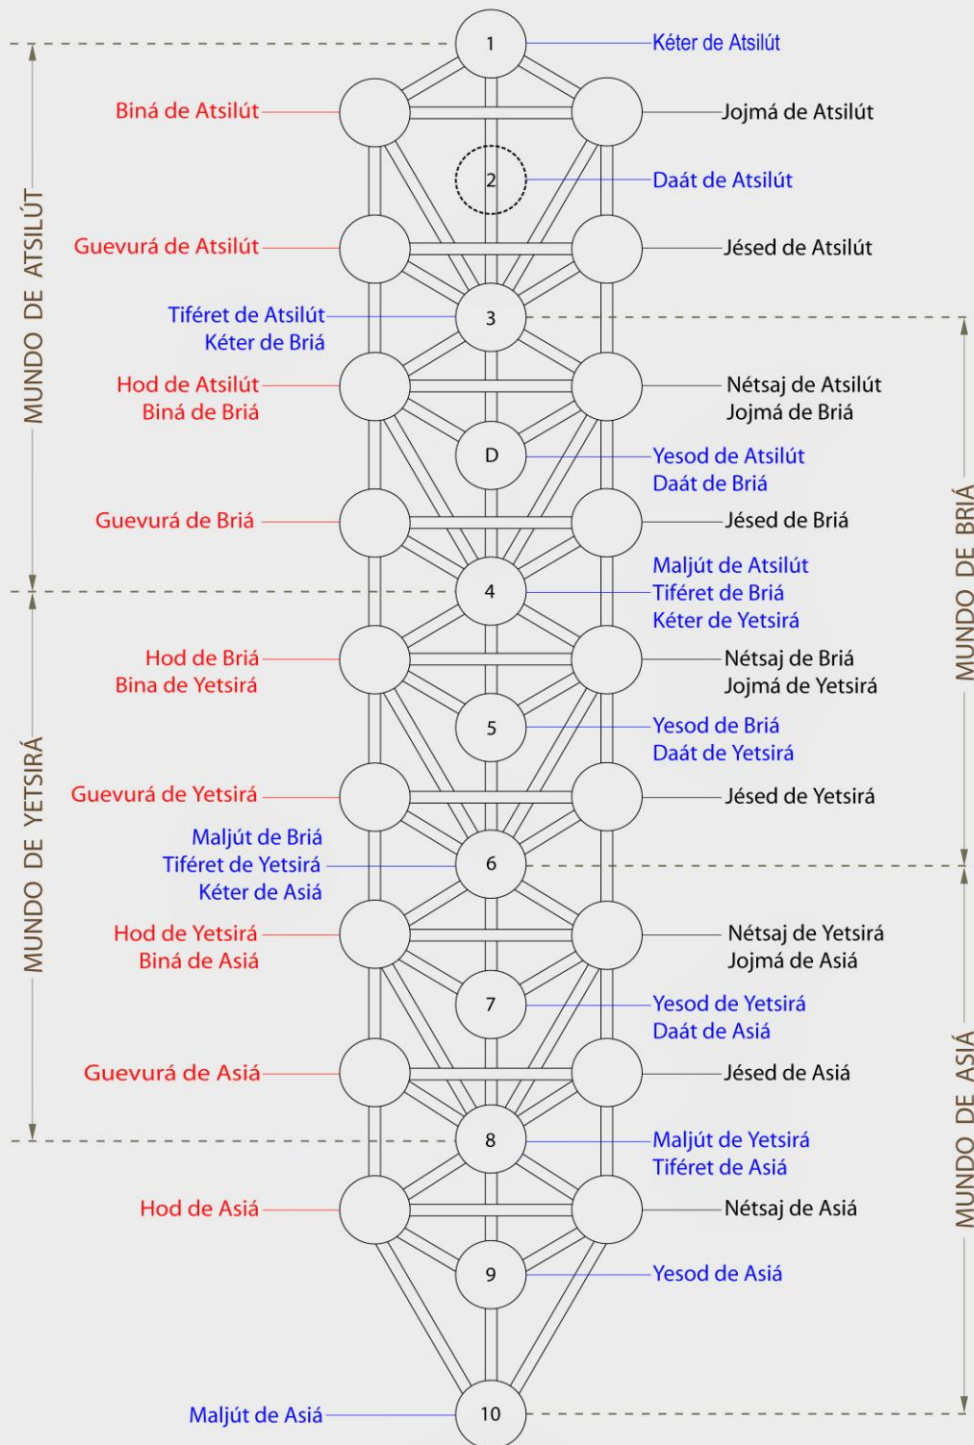 1
Kéter de Atsilút
Biná de Atsilút
Jojmá de Atsilút
2
Daát de Atsilút
MUNDO DE ATSILÚT
Guevurá de Atsilút
Jésed de Atsilút
Tiféret de Atsilút
Kéter de Briá
3
Hod de Atsilút
Biná de Briá
Nétsaj de Atsilút
Jojmá de Briá
D
Yesod de Atsilút
Daát de Briá
Guevurá de Briá
Jésed de Briá
MUNDO DE BRIÁ
4
Maljút de Atsilút
Tiféret de Briá
Kéter de Yetsirá
Hod de Briá
Bina de Yetsirá
Nétsaj de Briá
Jojmá de Yetsirá
5
Yesod de Briá
Daát de Yetsirá
MUNDO DE YETSIRÁ
Guevurá de Yetsirá
Jésed de Yetsirá
Maljút de Briá
Tiféret de Yetsirá
Kéter de Asiá
6
Hod de Yetsirá
Biná de Asiá
Nétsaj de Yetsirá
Jojmá de Asiá
7
Yesod de Yetsirá
Daát de Asiá
Guevurá de Asiá
Jésed de Asiá
MUNDO DE ASIÁ
8
Maljút de Yetsirá
Tiféret de Asiá
Hod de Asiá
Nétsaj de Asiá
9
Yesod de Asiá
Maljút de Asiá
10